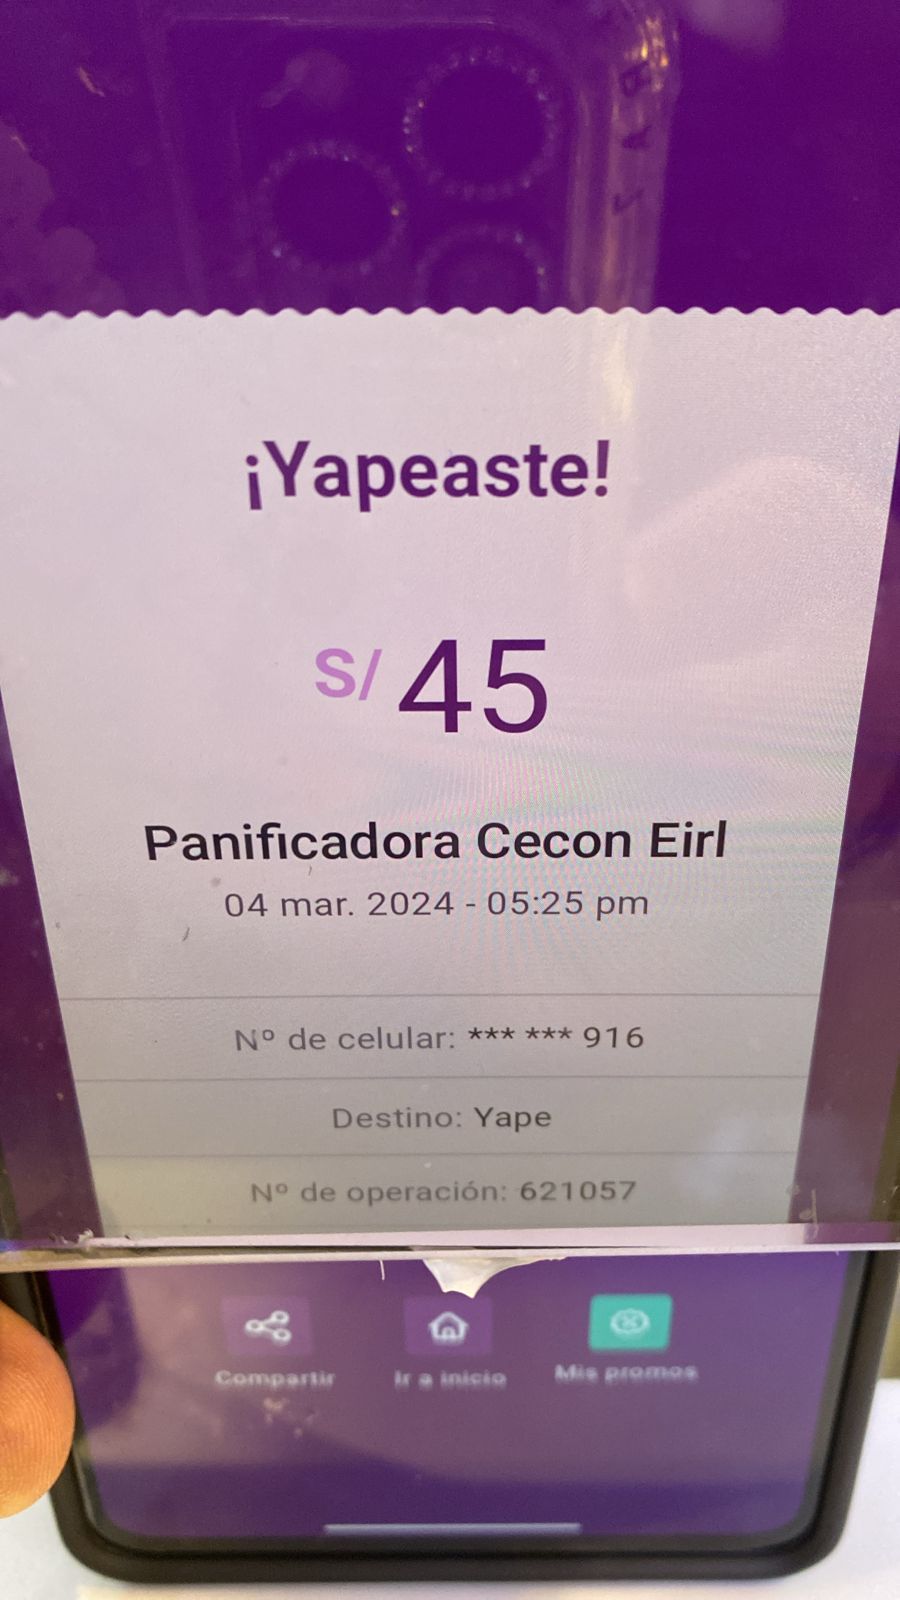 ¡Yapeaste!
S/ 45
Panificadora Cecon Eirl
04 mar. 2024 - 05:25 pm
Nº de celular: *** *** 916
Destino: Yape
Nº de operación: 621057
Compartir
Ir a inicio
Mis promos